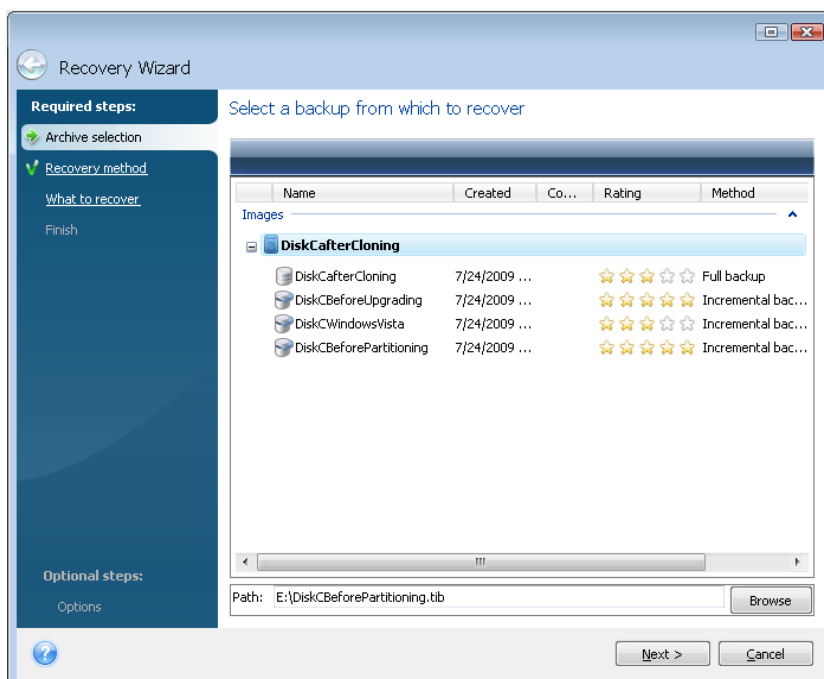 Recovery Wizard
Required steps:
Archive selection
Recovery method
What to recover
Finish
Optional steps:
Options
Select a backup from which to recover
Name Created Co... Rating Method
Images
DiskCafterCloning
DiskCafterCloning 7/24/2009 ... Full backup
DiskCBeforeUpgrading 7/24/2009 ... Incremental bac...
DiskCWindowsVista 7/24/2009 ... Incremental bac...
DiskCBeforePartitioning 7/24/2009 ... Incremental bac...
Path: E:\DiskCBeforePartitioning.tib Browse
Next > Cancel